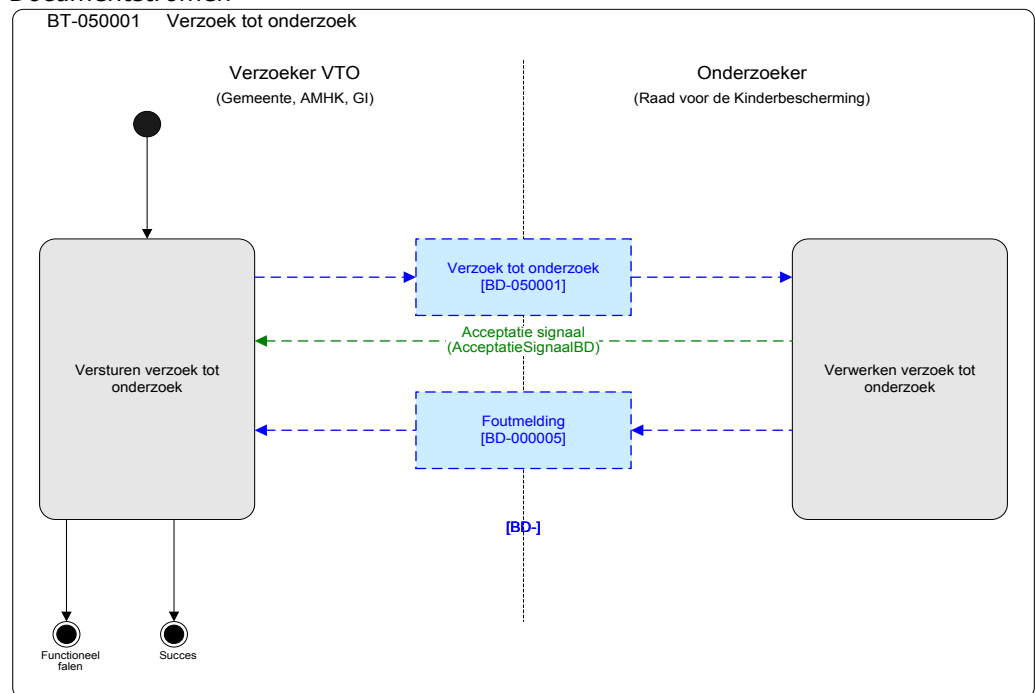 Documentstromen
BT-050001 Verzoek tot onderzoek
Verzoeker VTO
(Gemeente, AMHK, GI)
Onderzoeker
(Raad voor de Kinderbescherming)
Verzoek tot onderzoek
[BD-050001]
Acceptatie signaal
(AcceptatieSignaalBD)
Versturen verzoek tot
onderzoek
Verwerken verzoek tot
onderzoek
Foutmelding
[BD-000005]
[BD-]
Functioneel
falen
Succes